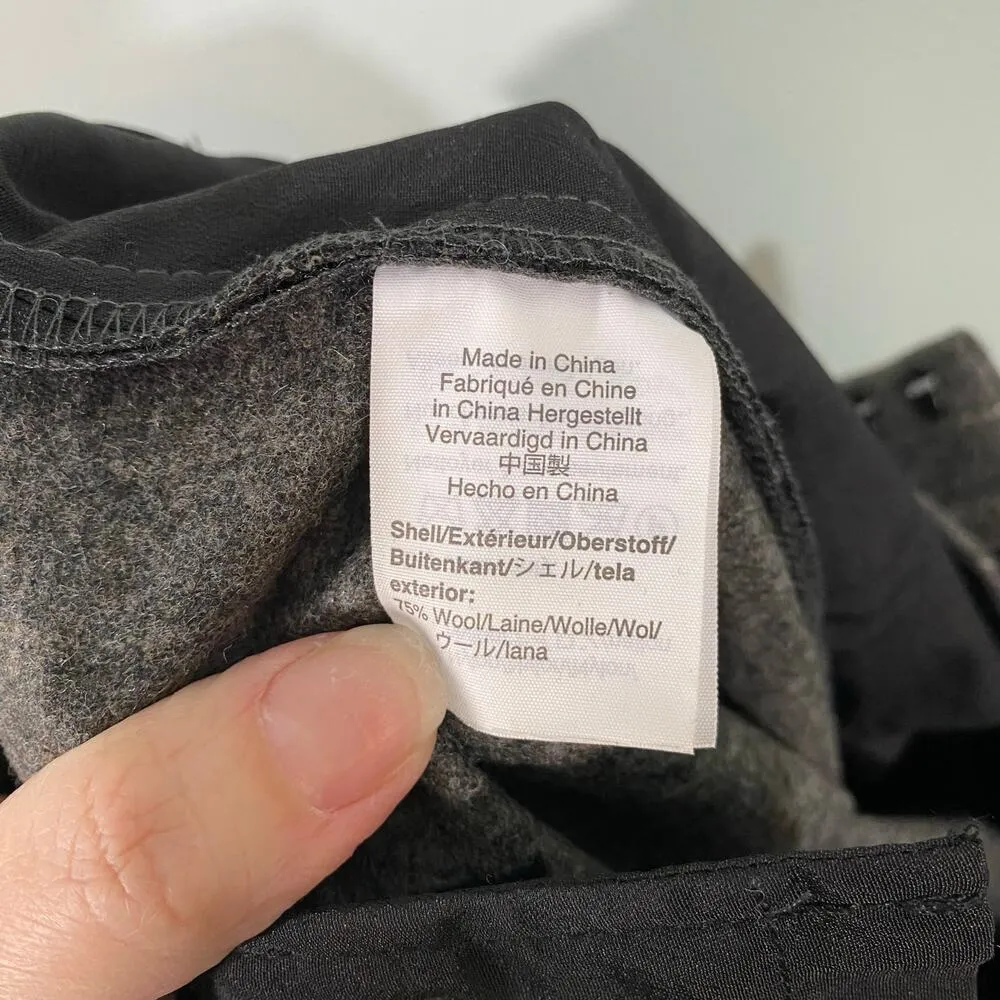 Made in China
Fabriqué en Chine
in China Hergestellt
Vervaardigd in China
中国製
Hecho en China
Shell/Extérieur/Oberstoff/
Buitenkant/シェル/tela
exterior:
75% Wool/Laine/Wolle/Wol/
ウール/lana